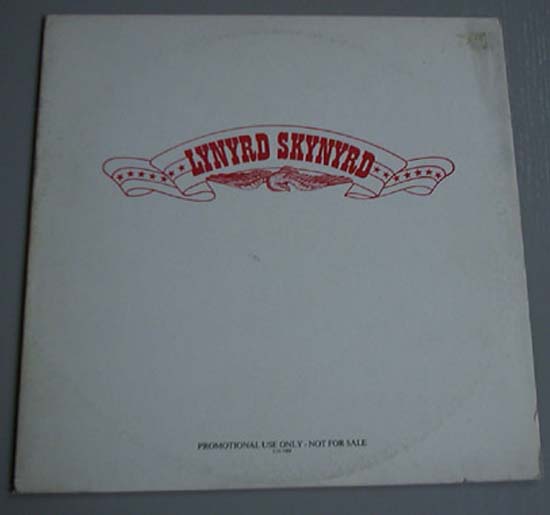 LYNYRD SKYNYRD
PROMOTIONAL USE ONLY - NOT FOR SALE